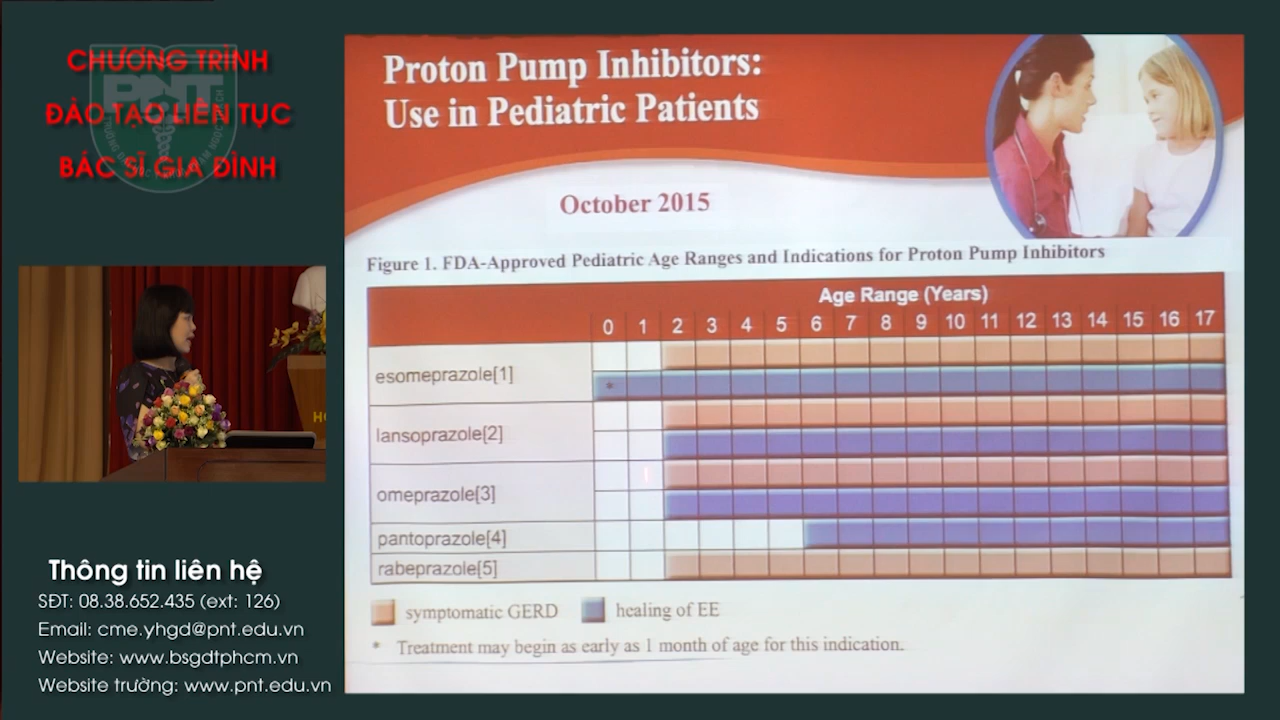 CHƯƠNG TRÌNH
ĐÀO TẠO LIÊN TỤC
BÁC SĨ GIA ĐÌNH
PNT
Thông tin liên hệ
SĐT: 08.38.652.435 (ext: 126)
Email: cme.yhgd@pnt.edu.vn
Website: www.bsgdtphcm.vn
Website trường: www.pnt.edu.vn
Proton Pump Inhibitors:
Use in Pediatric Patients
October 2015
Figure 1. FDA-Approved Pediatric Age Ranges and Indications for Proton Pump Inhibitors
Age Range (Years)
0 1 2 3 4 5 6 7 8 9 10 11 12 13 14 15 16 17
esomeprazole[1]
*
lansoprazole[2]
omeprazole[3]
pantoprazole[4]
rabeprazole[5]
symptomatic GERD healing of EE
* Treatment may begin as early as 1 month of age for this indication.